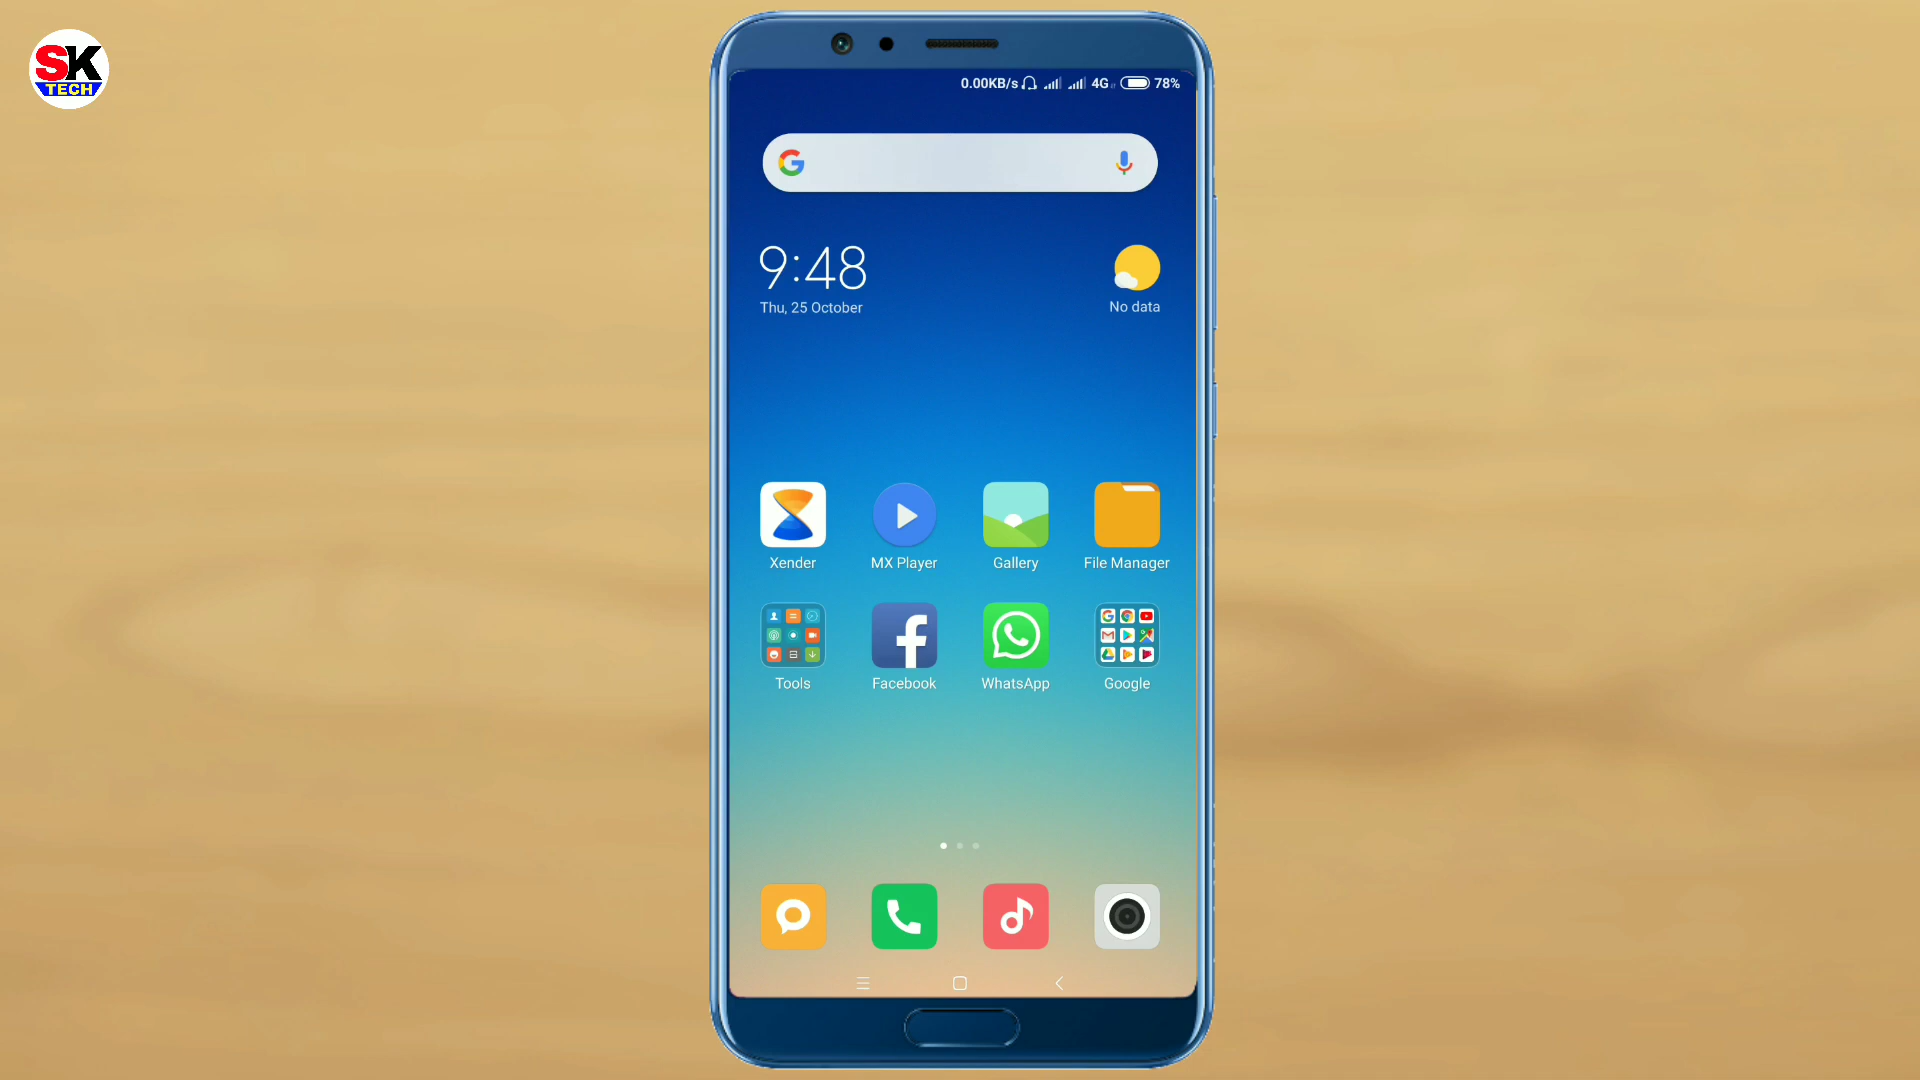 SK
TECH
0.00KB/s 4G 78%
9:48
Thu, 25 October
No data
Xender
MX Player
Gallery
File Manager
Tools
Facebook
WhatsApp
Google